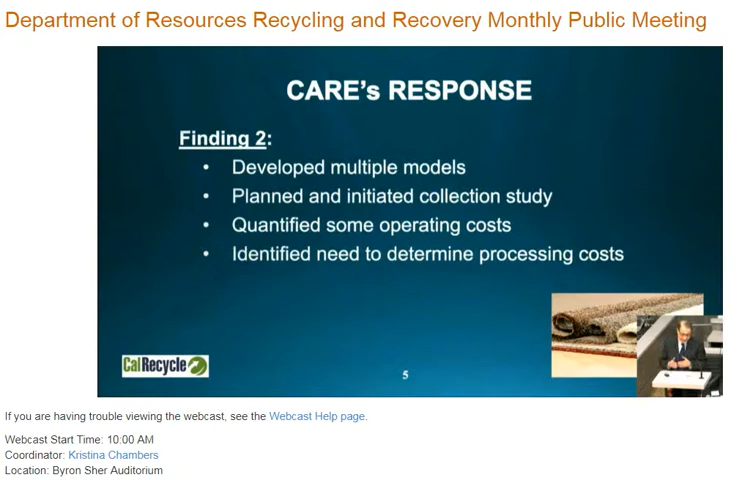 Department of Resources Recycling and Recovery Monthly Public Meeting
CARE's RESPONSE
Finding 2:
• Developed multiple models
• Planned and initiated collection study
• Quantified some operating costs
• Identified need to determine processing costs
CalRecycle
5
If you are having trouble viewing the webcast, see the Webcast Help page.
Webcast Start Time: 10:00 AM
Coordinator: Kristina Chambers
Location: Byron Sher Auditorium